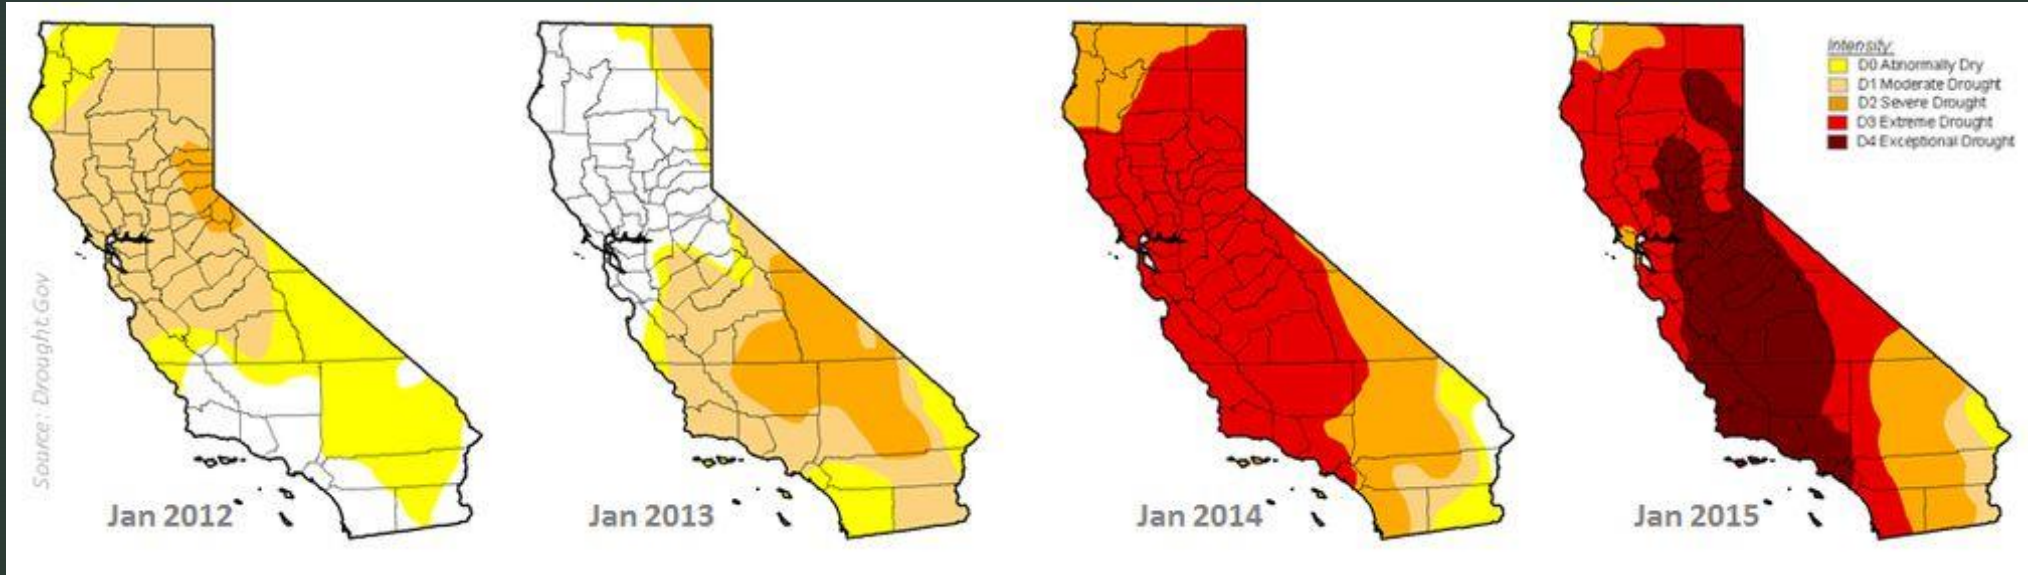 Source: Drought.Gov
Jan 2012
Jan 2013
Jan 2014
Jan 2015
Intensity:
D0 Abnormally Dry
D1 Moderate Drought
D2 Severe Drought
D3 Extreme Drought
D4 Exceptional Drought